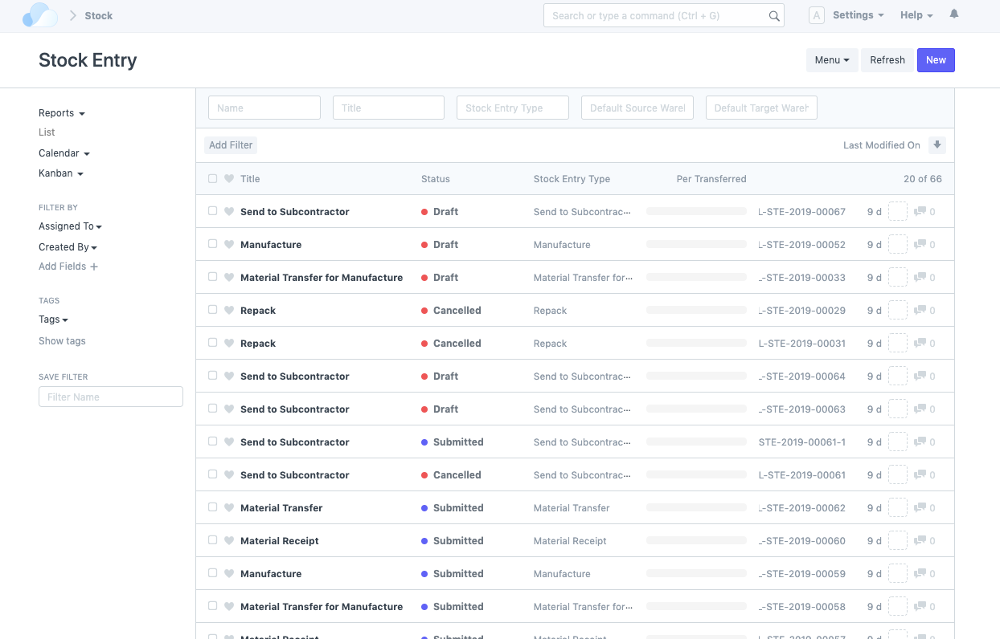 Stock
Search or type a command (Ctrl + G)
A
Settings
Help
Stock Entry
Menu
Refresh
New
Reports
List
Calendar
Kanban
FILTER BY
Assigned To
Created By
Add Fields
TAGS
Tags
Show tags
SAVE FILTER
Filter Name
Name Title Stock Entry Type Default Source Warel Default Target Wareh
Add Filter Last Modified On
Title Status Stock Entry Type Per Transferred 20 of 66
Send to Subcontractor Draft Send to Subcontrac... L-STE-2019-00067 9 d 0
Manufacture Draft Manufacture L-STE-2019-00052 9 d 0
Material Transfer for Manufacture Draft Material Transfer for... -STE-2019-00033 9 d 0
Repack Cancelled Repack -STE-2019-00029 9 d 0
Repack Cancelled Repack L-STE-2019-00031 9 d 0
Send to Subcontractor Draft Send to Subcontrac... -STE-2019-00064 9 d 0
Send to Subcontractor Draft Send to Subcontrac... -STE-2019-00063 9 d 0
Send to Subcontractor Submitted Send to Subcontrac... STE-2019-00061-1 9 d 0
Send to Subcontractor Cancelled Send to Subcontrac... L-STE-2019-00061 9 d 0
Material Transfer Submitted Material Transfer -STE-2019-00062 9 d 0
Material Receipt Submitted Material Receipt -STE-2019-00060 9 d 0
Manufacture Submitted Manufacture -STE-2019-00059 9 d 0
Material Transfer for Manufacture Submitted Material Transfer for... -STE-2019-00058 9 d 0
Material Receipt Submitted Material Receipt -STE-2019-00057 9 d 0